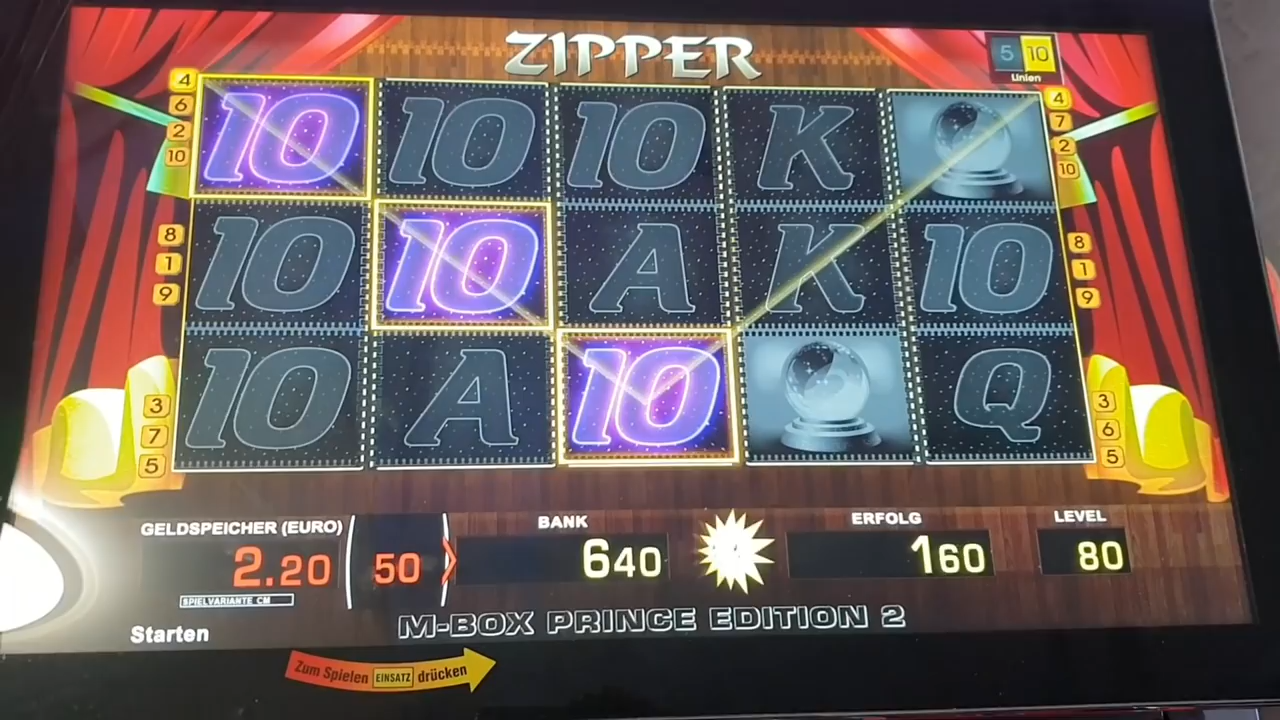 ZIPPER
5 10
Linien
4
6
2
10
4
7
2
10
10 10 10 K
8
1
9
10 10 A K 10
8
1
9
3
7
5
10 A 10 Q
3
6
5
GELDSPEICHER (EURO) BANK ERFOLG LEVEL
2.20 50 640 160 80
SPIELVARIANTE CM
Starten
M-BOX PRINCE EDITION 2
Zum Spielen EINSATZ drücken